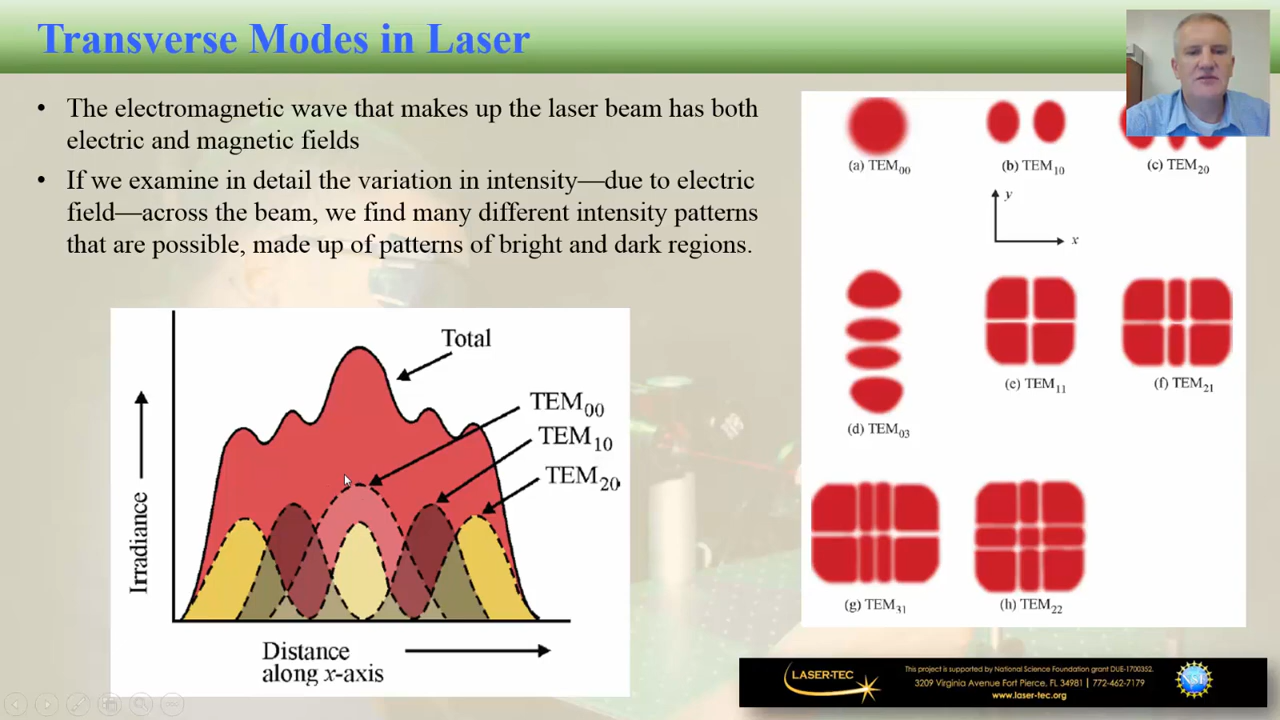 Transverse Modes in Laser
• The electromagnetic wave that makes up the laser beam has both
electric and magnetic fields
• If we examine in detail the variation in intensity—due to electric
field—across the beam, we find many different intensity patterns
that are possible, made up of patterns of bright and dark regions.
Total
TEM00
TEM10
TEM20
Irradiance
Distance
along x-axis
(a) TEM00
(b) TEM10
(c) TEM20
y
x
(d) TEM03
(e) TEM11
(f) TEM21
(g) TEM31
(h) TEM22
LASER-TEC
This project is supported by National Science Foundation grant DUE-1700352.
3209 Virginia Avenue Fort Pierce, FL 34981 | 772-462-7179
www.laser-tec.org
NSF